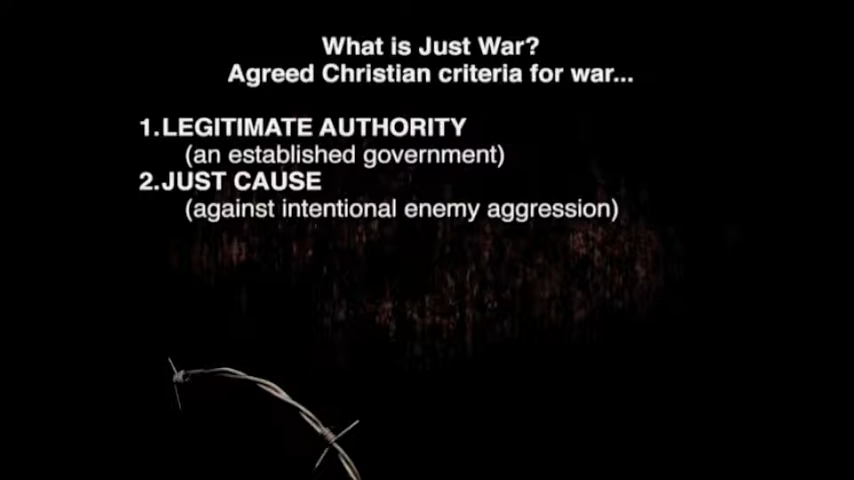 What is Just War?
Agreed Christian criteria for war...
1.LEGITIMATE AUTHORITY
(an established government)
2.JUST CAUSE
(against intentional enemy aggression)